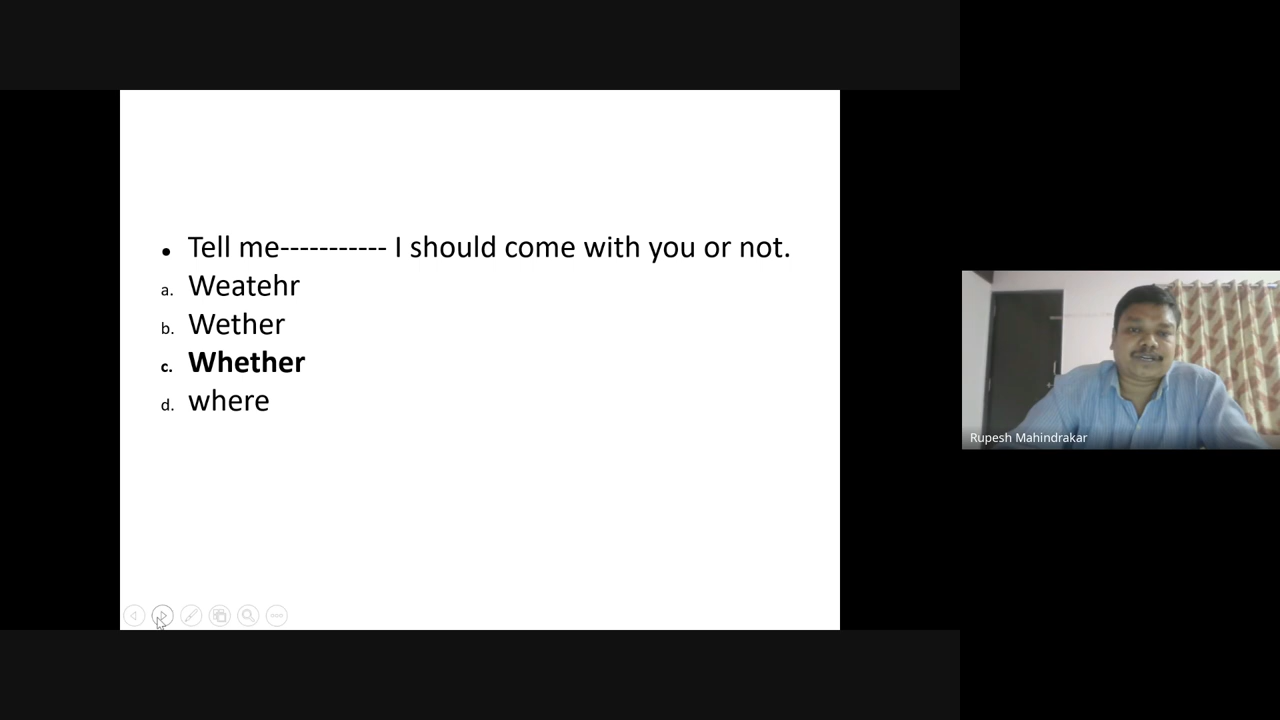 • Tell me----------- I should come with you or not.
a. Weatehr
b. Wether
c. Whether
d. where
Rupesh Mahindrakar